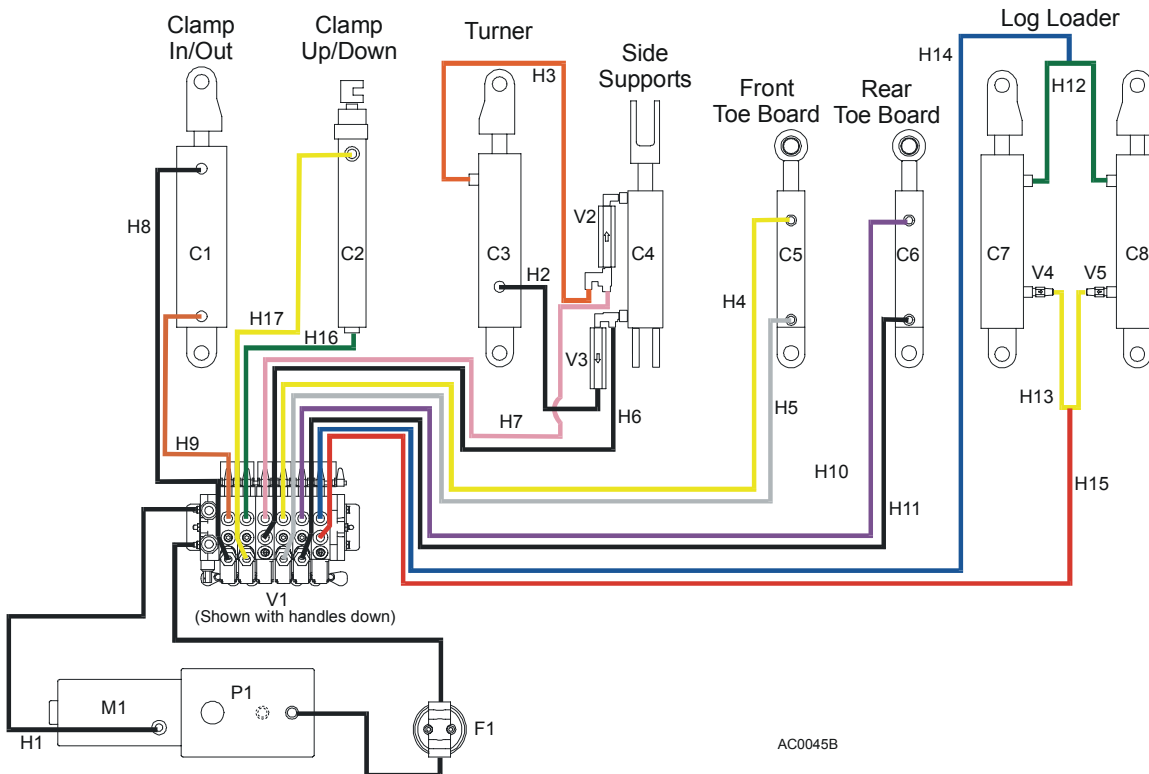 Clamp
In/Out
Clamp
Up/Down
Turner
Side
Supports
Front
Toe Board
Rear
Toe Board
Log Loader
H14
H3
H12
H8
V2
C1
C2
C3
H2
C4
C5
C6
C7
C8
V4
V5
H4
H17
H16
V3
H13
H5
H6
H7
H9
H10
H15
H11
V1
(Shown with handles down)
M1
P1
F1
H1
AC0045B